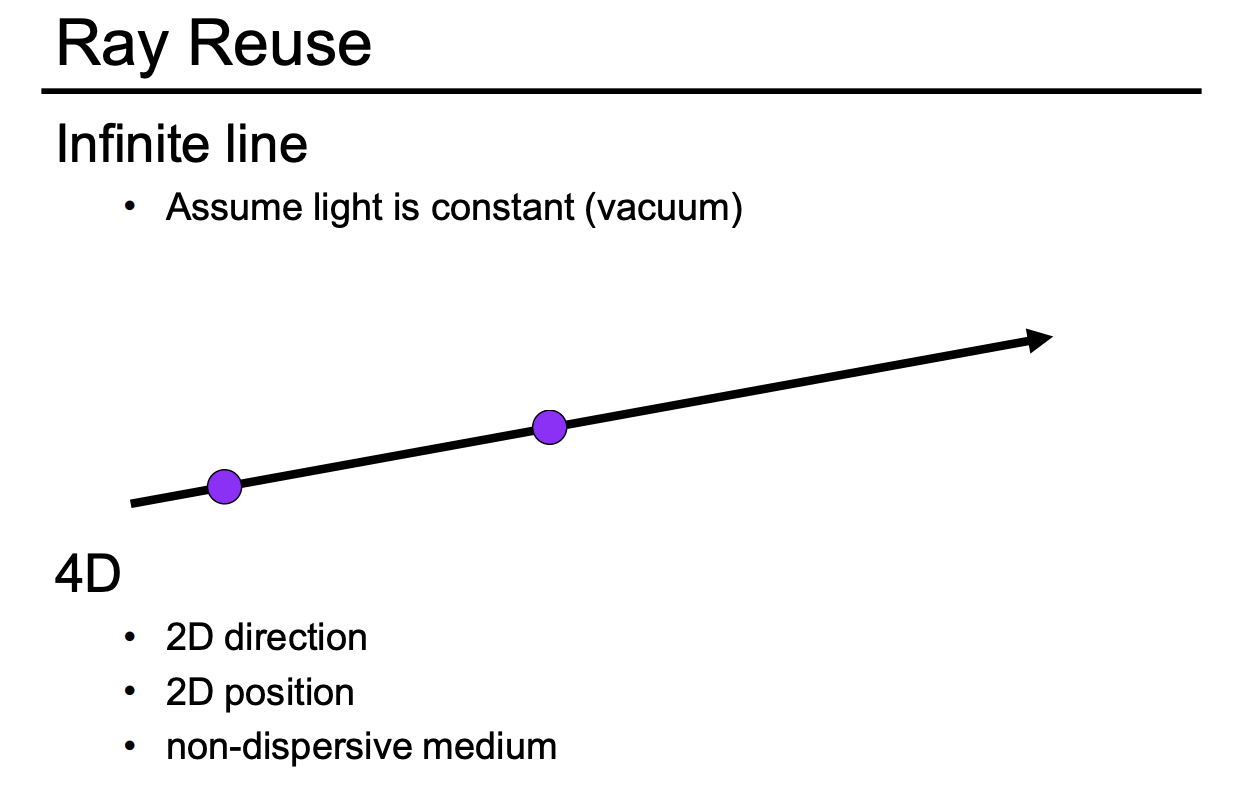 Ray Reuse
Infinite line
• Assume light is constant (vacuum)
4D
• 2D direction
• 2D position
• non-dispersive medium